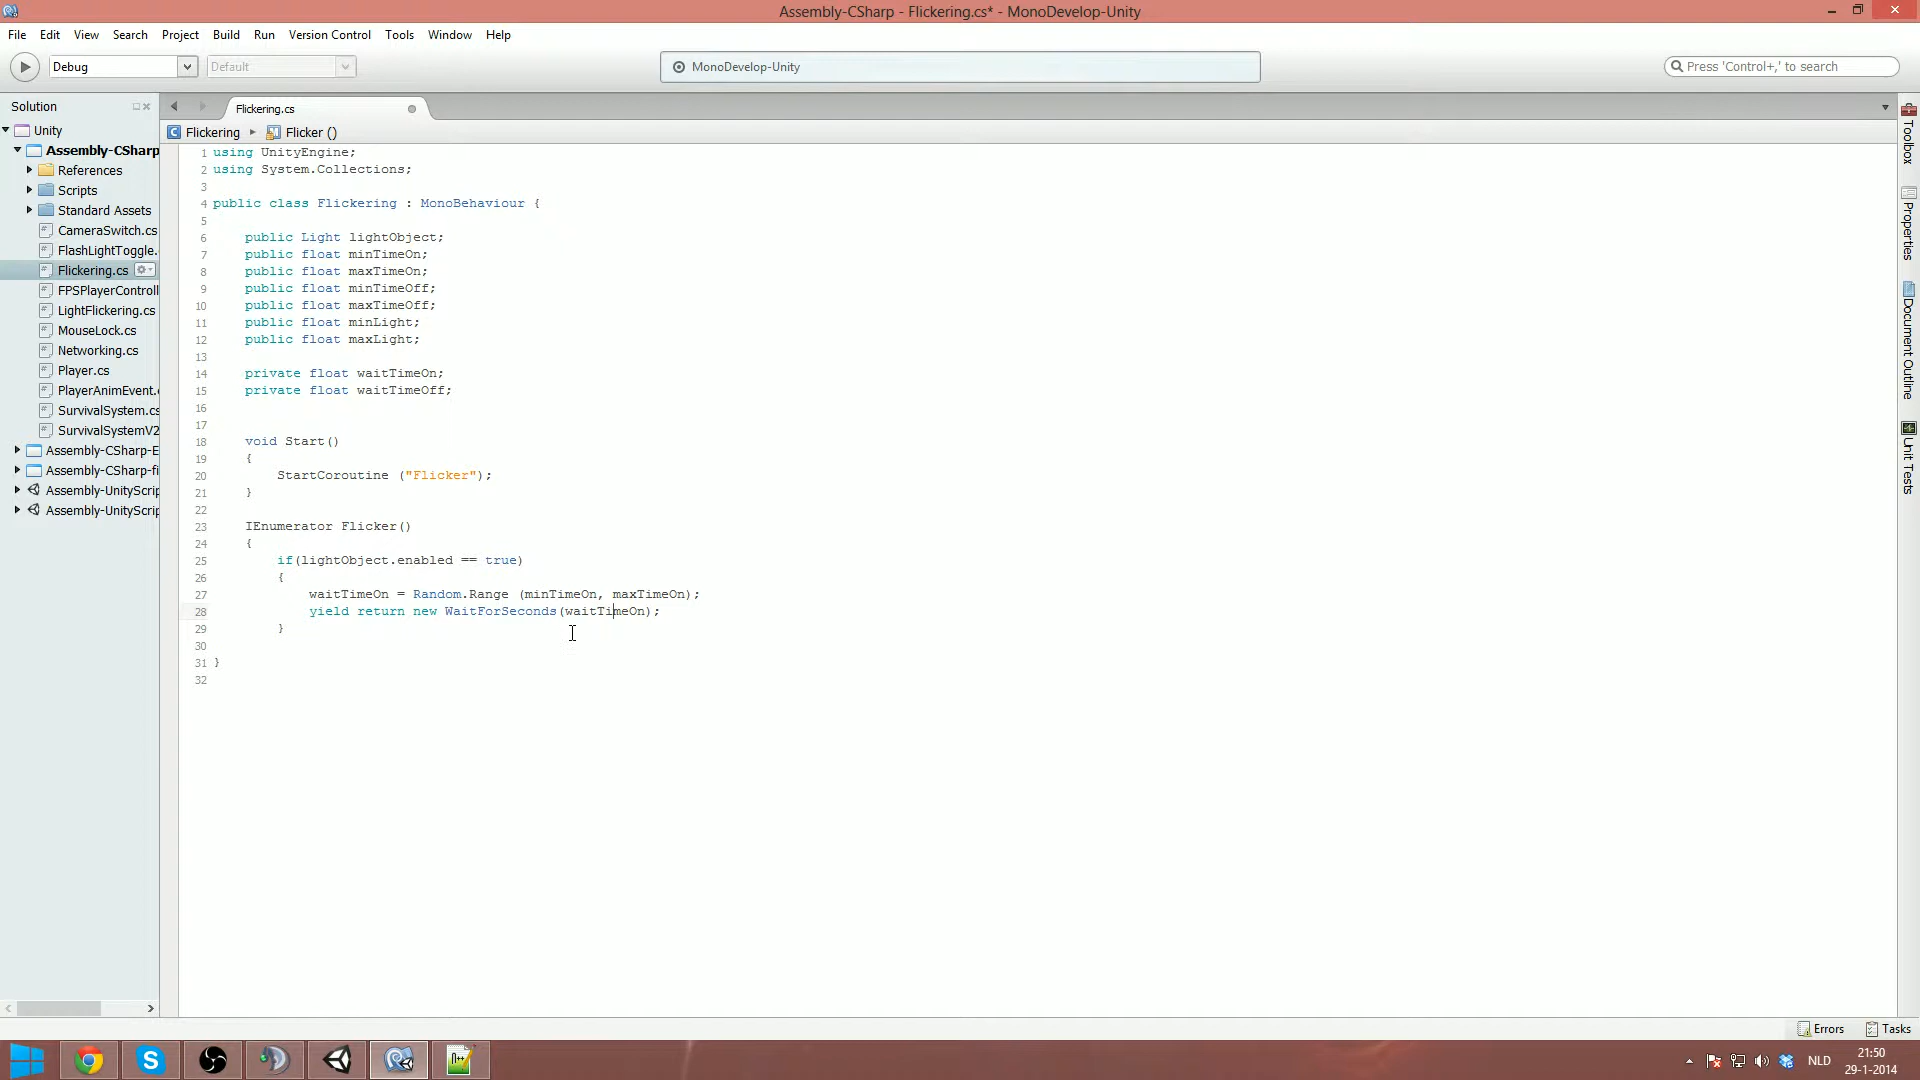 Assembly-CSharp - Flickering.cs* - MonoDevelop-Unity
File Edit View Search Project Build Run Version Control Tools Window Help
Debug Default MonoDevelop-Unity Press 'Control+,' to search
Solution
Unity
Assembly-CSharp
References
Scripts
Standard Assets
CameraSwitch.cs
FlashLightToggle.
Flickering.cs
FPSPlayerControll
LightFlickering.cs
MouseLock.cs
Networking.cs
Player.cs
PlayerAnimEvent.
SurvivalSystem.cs
SurvivalSystemV2
Assembly-CSharp-E
Assembly-CSharp-fi
Assembly-UnityScrip
Assembly-UnityScrip
Flickering.cs
Flickering Flicker ()
1 using UnityEngine;
2 using System.Collections;
3
4 public class Flickering : MonoBehaviour {
5
6 public Light lightObject;
7 public float minTimeOn;
8 public float maxTimeOn;
9 public float minTimeOff;
10 public float maxTimeOff;
11 public float minLight;
12 public float maxLight;
13
14 private float waitTimeOn;
15 private float waitTimeOff;
16
17
18 void Start()
19 {
20 StartCoroutine ("Flicker");
21 }
22
23 IEnumerator Flicker()
24 {
25 if(lightObject.enabled == true)
26 {
27 waitTimeOn = Random.Range (minTimeOn, maxTimeOn);
28 yield return new WaitForSeconds(waitTimeOn);
29 }
30
31 }
32
Toolbox
Properties
Document Outline
Unit Tests
Errors Tasks
NLD
21:50
29-1-2014